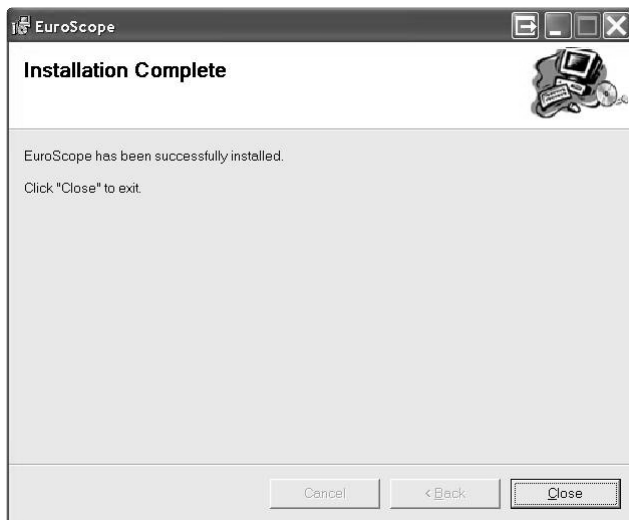 EuroScope
Installation Complete
EuroScope has been successfully installed.
Click "Close" to exit.
Cancel
< Back
Close